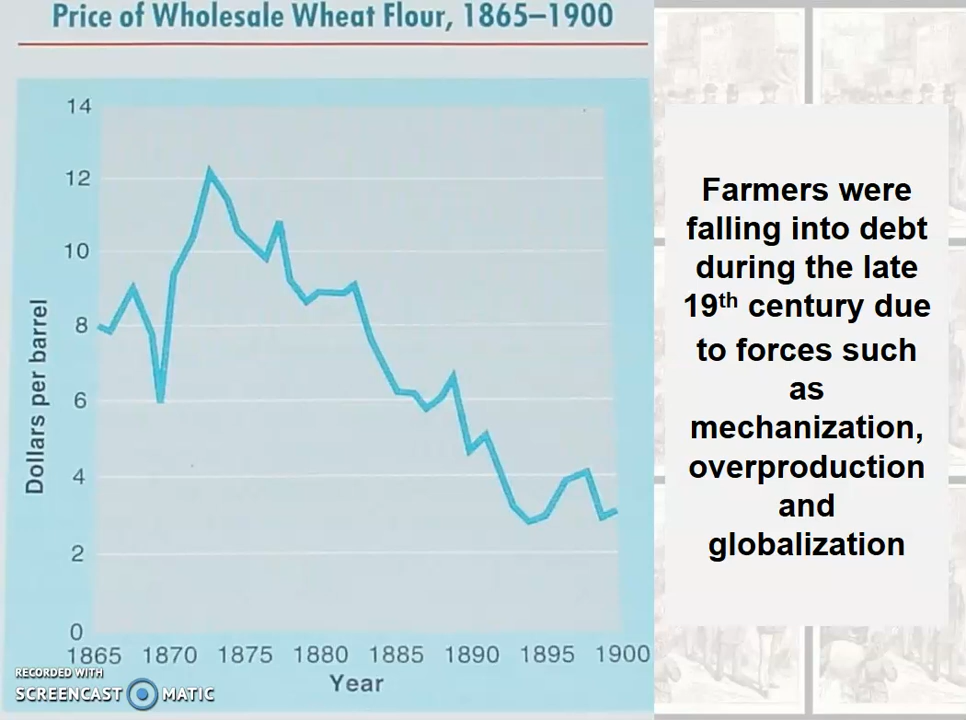 Price of Wholesale Wheat Flour, 1865–1900
14
12
10
8
6
4
2
0
Dollars per barrel
1865 1870 1875 1880 1885 1890 1895 1900
Year
Farmers were
falling into debt
during the late
19th century due
to forces such
as
mechanization,
overproduction
and
globalization
RECORDED WITH
SCREENCAST MATIC